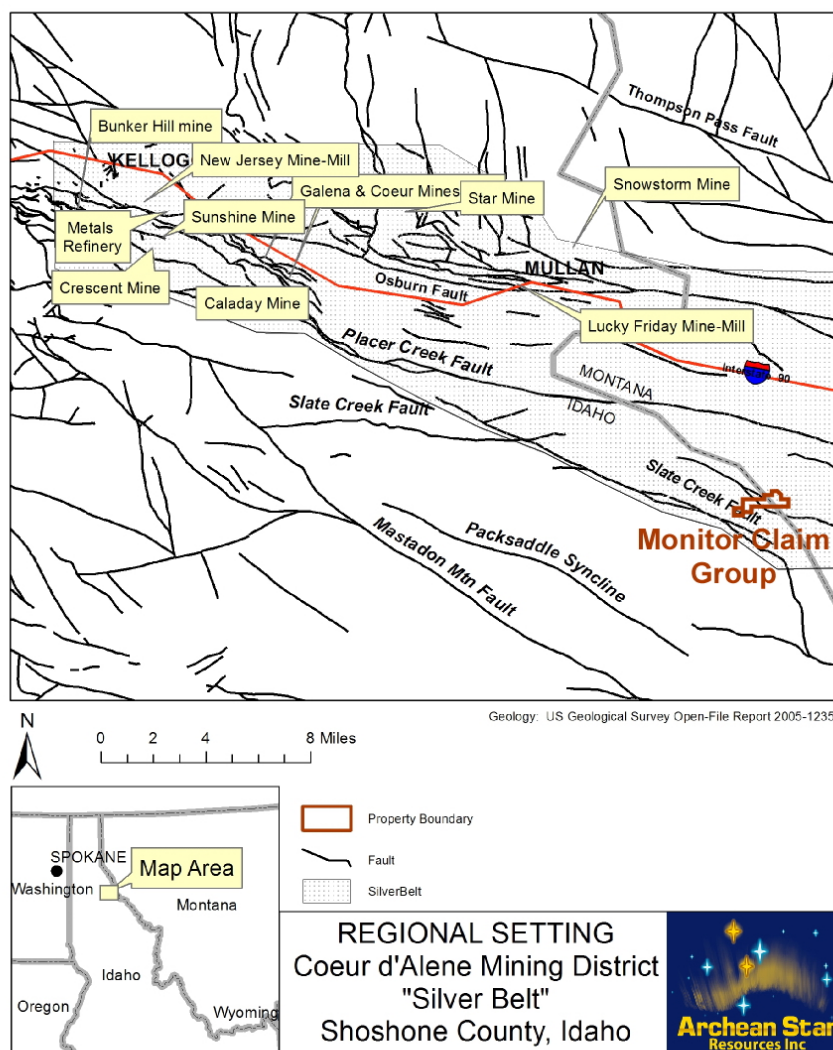 Thompson Pass Fault
Bunker Hill mine
KELLOG
New Jersey Mine-Mill
Galena & Coeur Mines
Star Mine
Snowstorm Mine
Metals
Refinery
Sunshine Mine
Crescent Mine
Caladay Mine
Osburn Fault
MULLAN
Lucky Friday Mine-Mill
Placer Creek Fault
MONTANA
IDAHO
Interstate 90
Slate Creek Fault
Slate Creek Fault
Monitor Claim
Group
Packsaddle Syncline
Mastadon Mtn Fault
Geology: US Geological Survey Open-File Report 2005-1235
N
0 2 4 8 Miles
SPOKANE
Map Area
Washington
Montana
Idaho
Oregon
Wyoming
Property Boundary
Fault
SilverBelt
REGIONAL SETTING
Coeur d'Alene Mining District
"Silver Belt"
Shoshone County, Idaho
Archean Star
Resources Inc